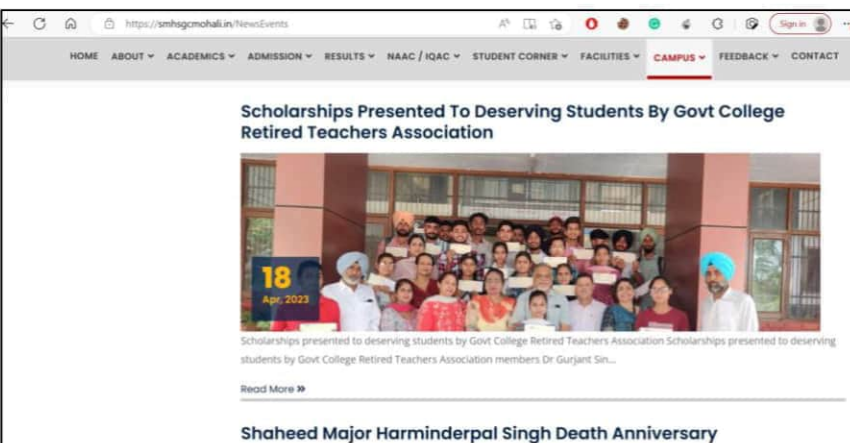 https://smhsgcmohali.in/NewsEvents
Sign in
HOME ABOUT ACADEMICS ADMISSION RESULTS NAAC / IQAC STUDENT CORNER FACILITIES CAMPUS FEEDBACK CONTACT
Scholarships Presented To Deserving Students By Govt College
Retired Teachers Association
18
Apr, 2023
Scholarships presented to deserving students by Govt College Retired Teachers Association Scholarships presented to deserving
students by Govt College Retired Teachers Association members Dr Gurjant Sin...
Read More »
Shaheed Major Harminderpal Singh Death Anniversary